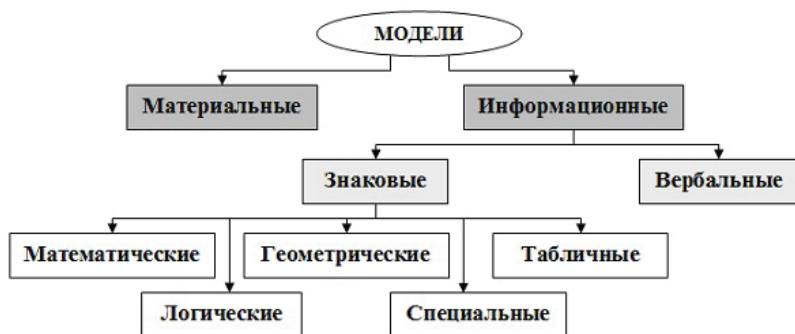 МОДЕЛИ
Материальные
Информационные
Знаковые
Вербальные
Математические
Геометрические
Табличные
Логические
Специальные